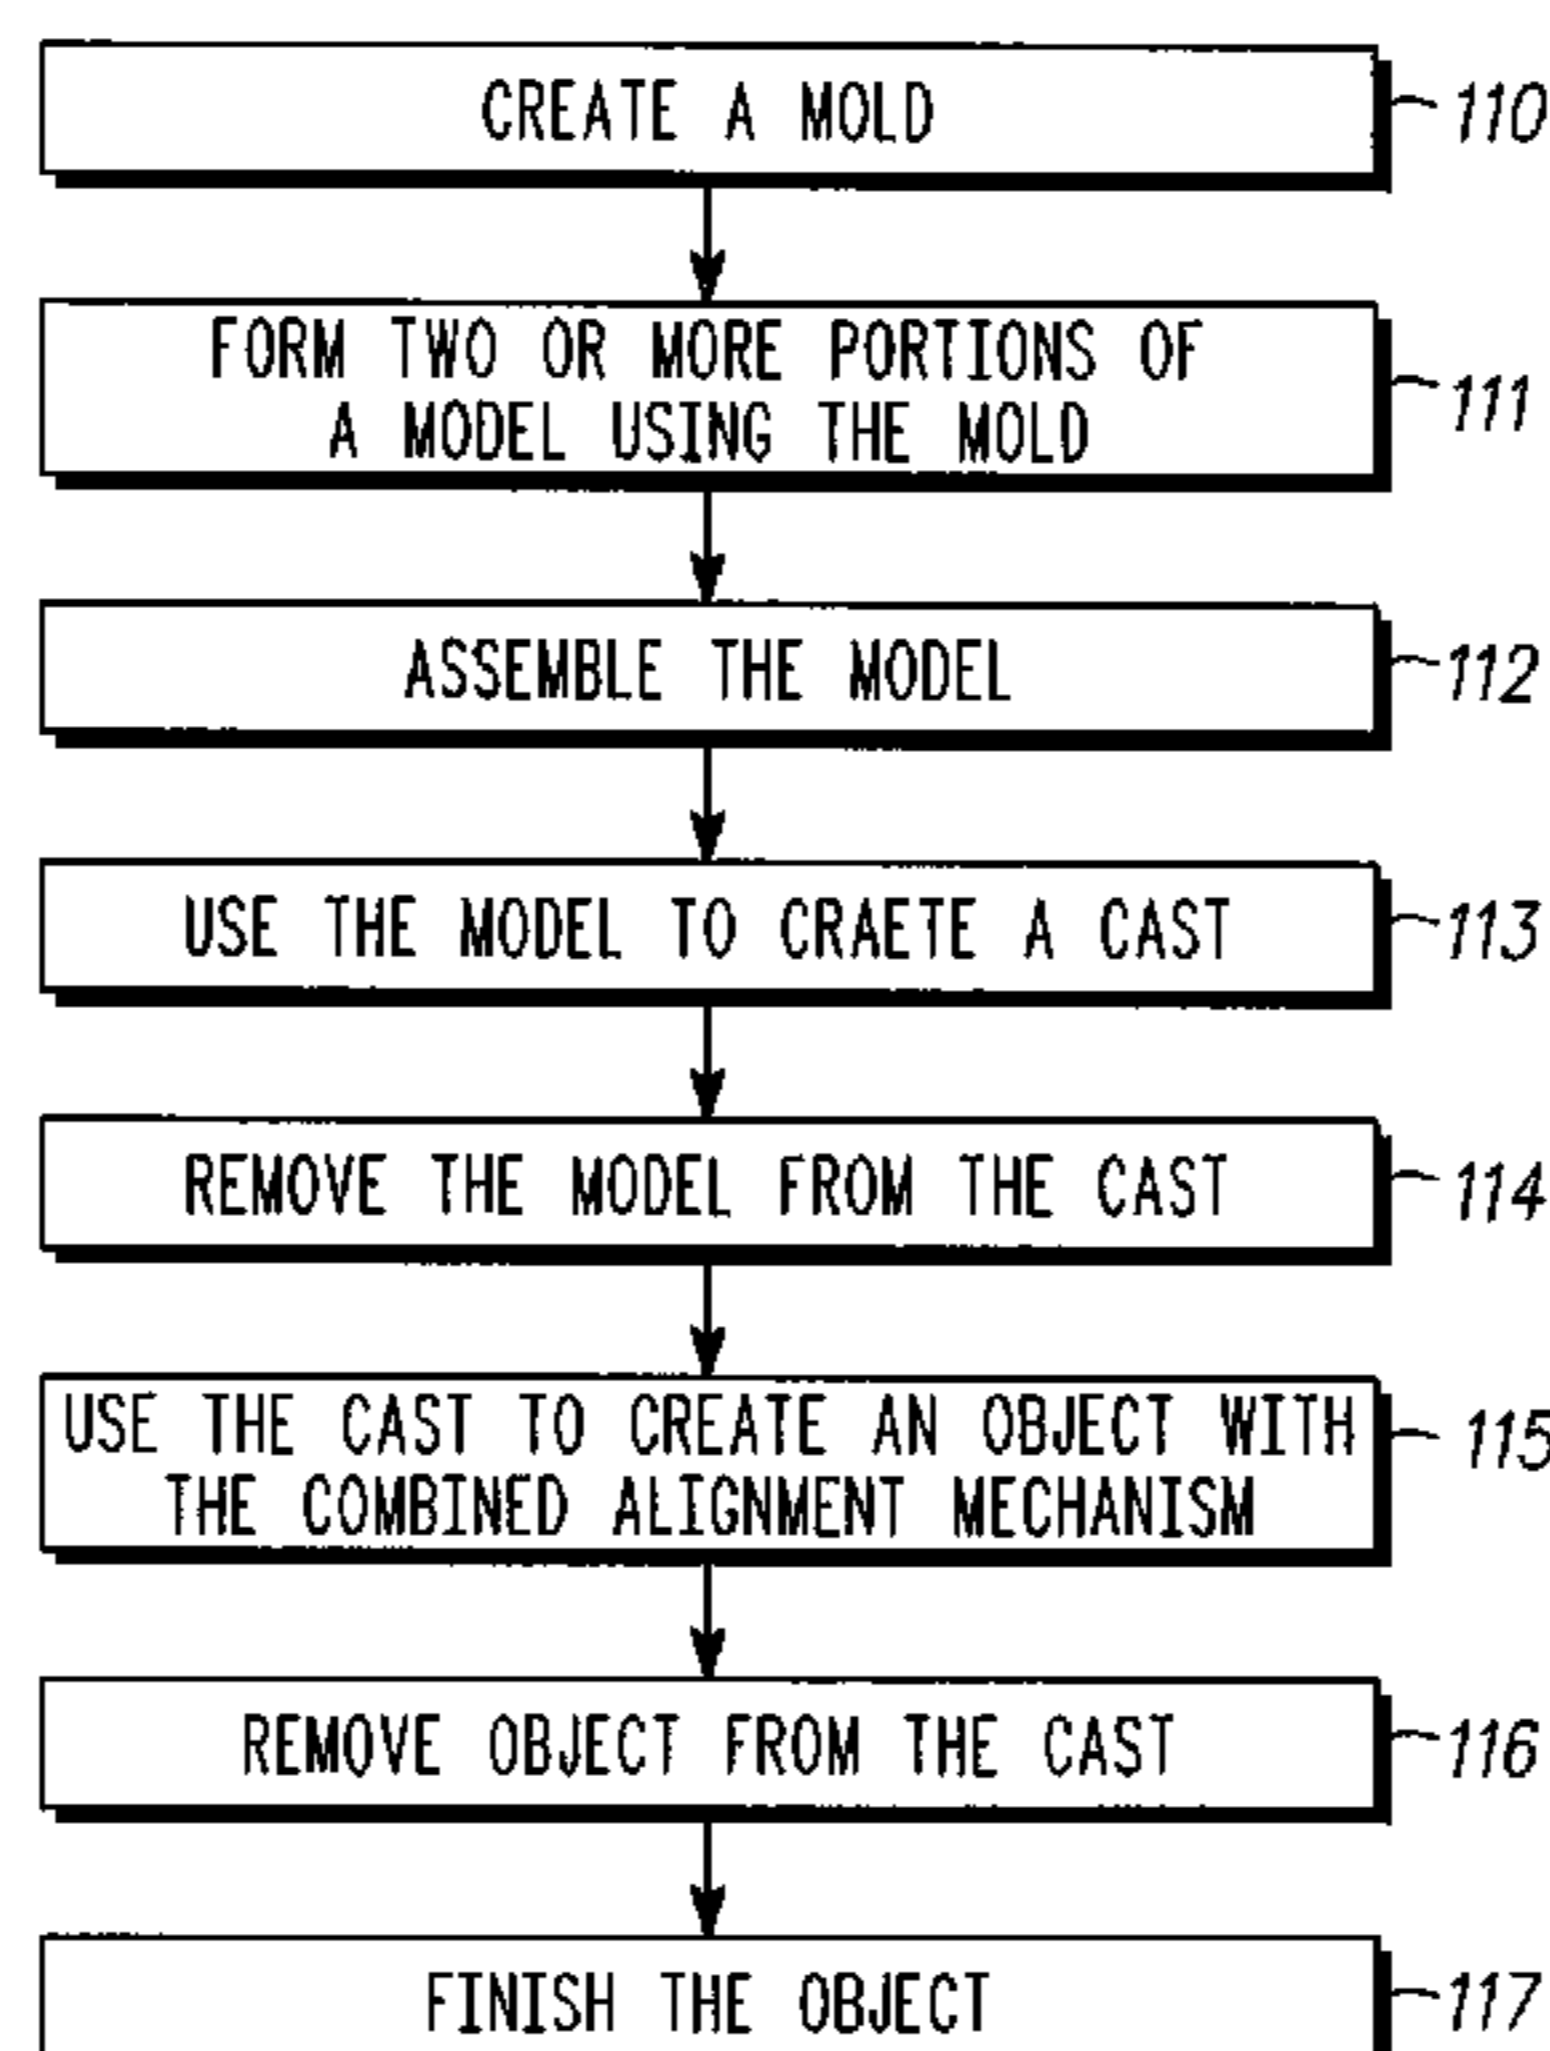 CREATE A MOLD
110
FORM TWO OR MORE PORTIONS OF
A MODEL USING THE MOLD
111
ASSEMBLE THE MODEL
112
USE THE MODEL TO CRAETE A CAST
113
REMOVE THE MODEL FROM THE CAST
114
USE THE CAST TO CREATE AN OBJECT WITH
THE COMBINED ALIGNMENT MECHANISM
115
REMOVE OBJECT FROM THE CAST
116
FINISH THE OBJECT
117